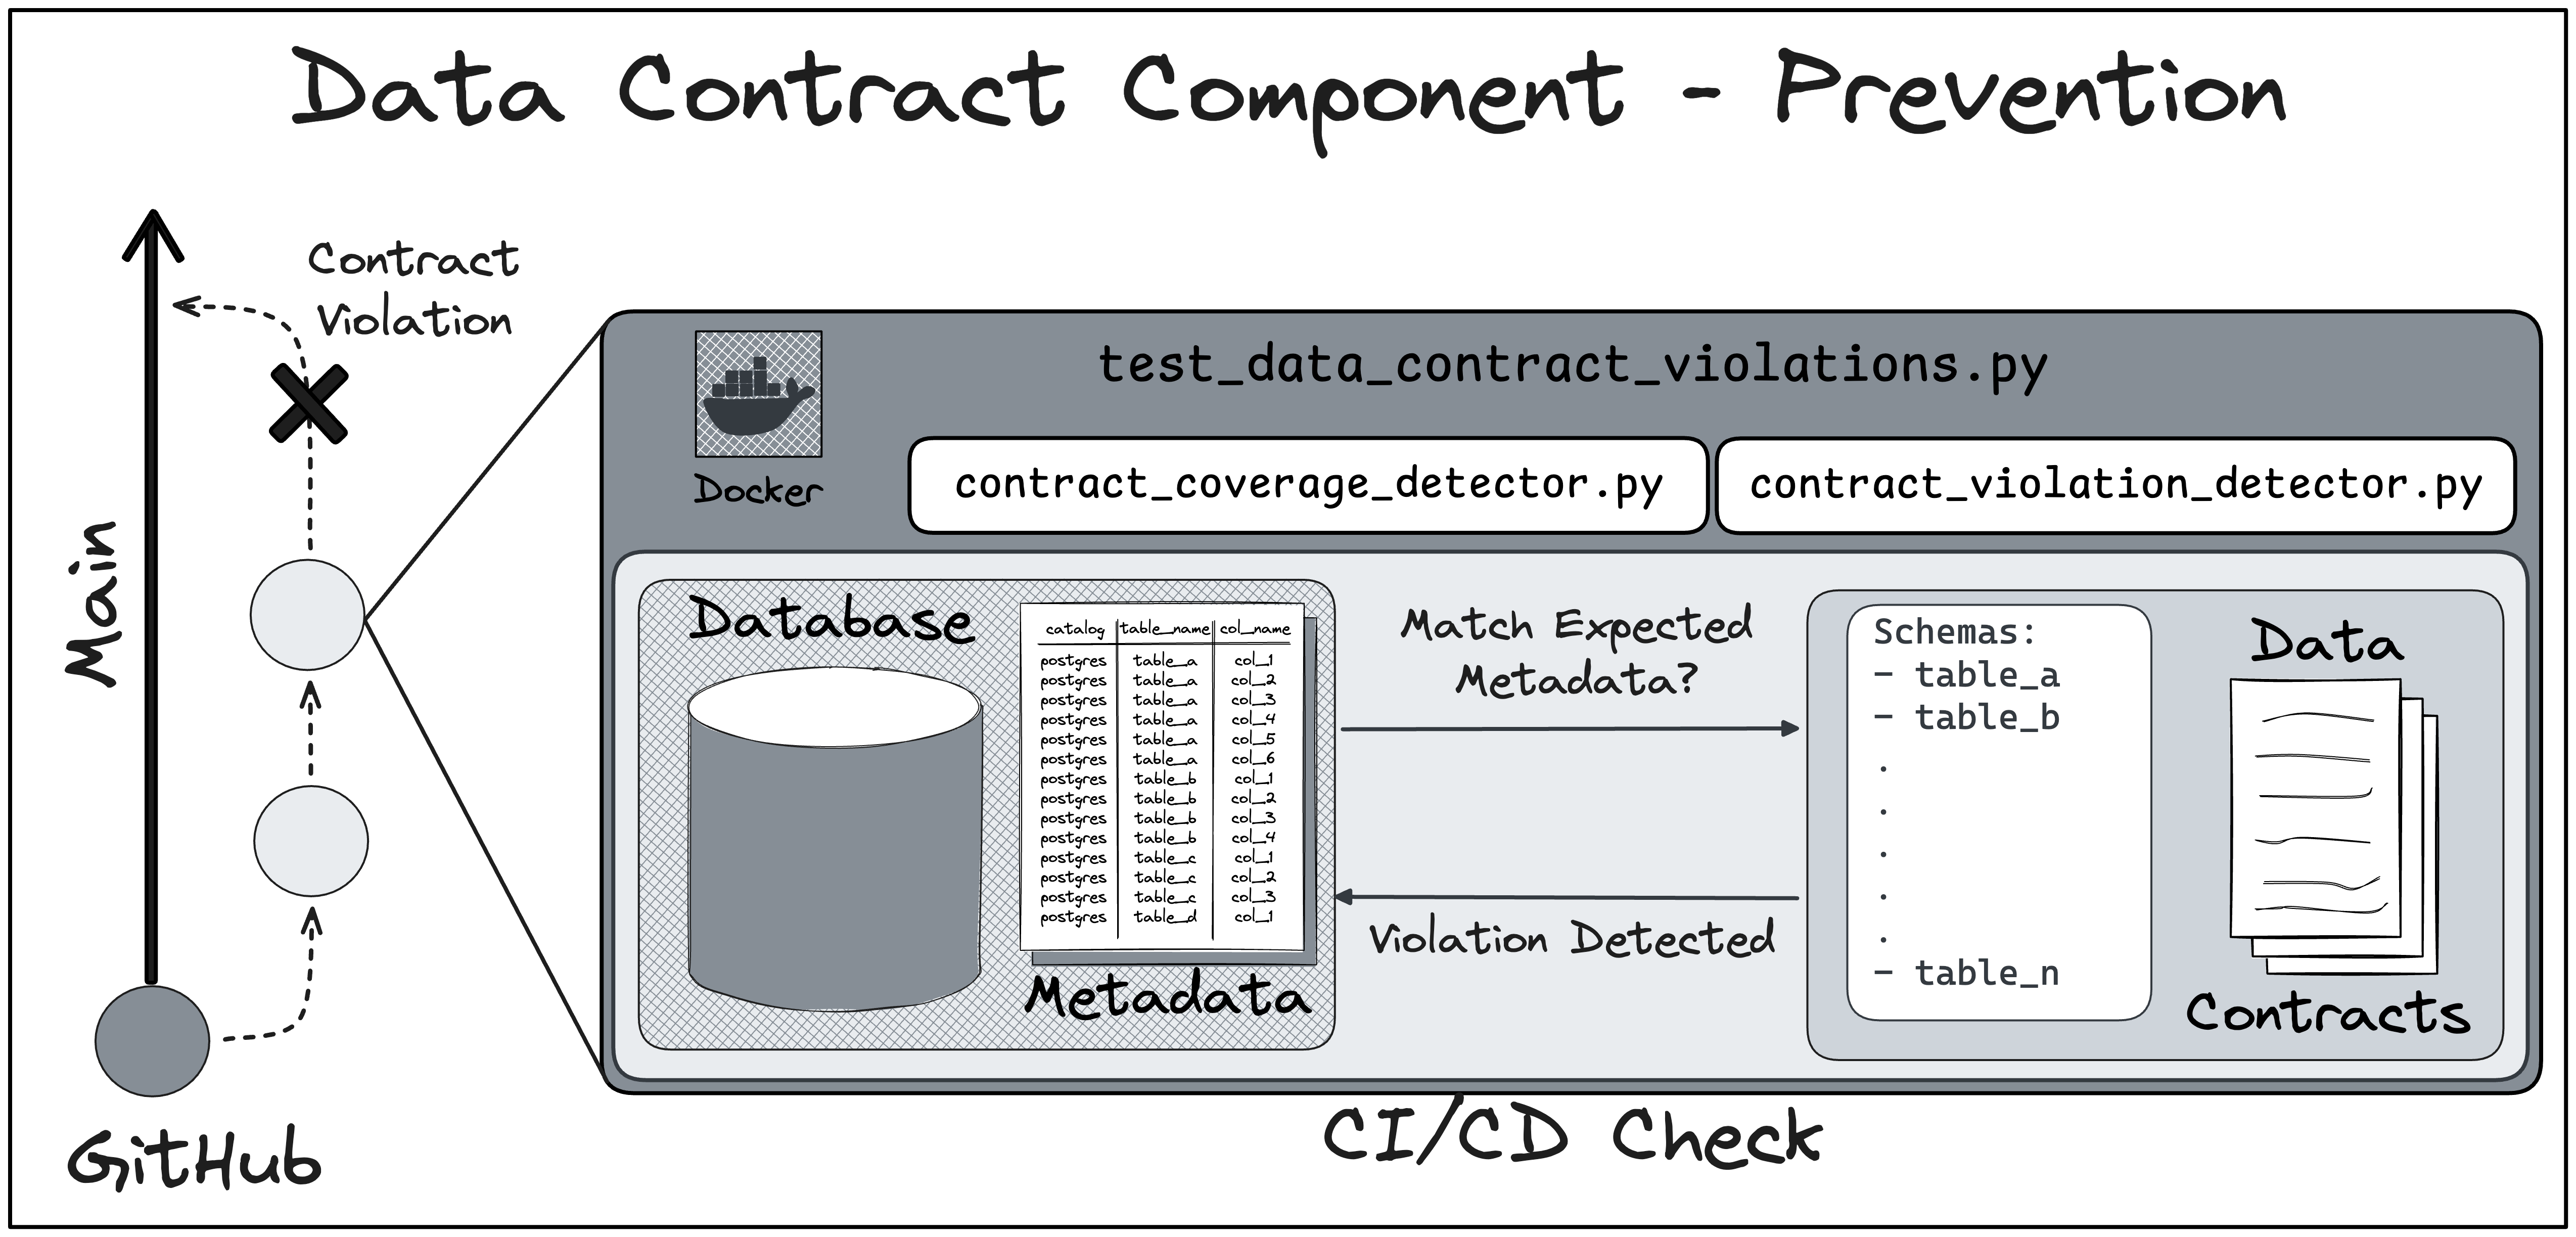 Data Contract Component - Prevention
Contract
Violation
Main
GitHub
Docker
test_data_contract_violations.py
contract_coverage_detector.py
contract_violation_detector.py
Database
catalog table_name col_name
postgres table_a col_1
postgres table_a col_2
postgres table_a col_3
postgres table_a col_4
postgres table_a col_5
postgres table_a col_6
postgres table_b col_1
postgres table_b col_2
postgres table_b col_3
postgres table_b col_4
postgres table_c col_1
postgres table_c col_2
postgres table_c col_3
postgres table_d col_1
Metadata
Match Expected
Metadata?
Violation Detected
Schemas:
- table_a
- table_b
.
.
.
.
.
- table_n
Data
Contracts
CI/CD Check